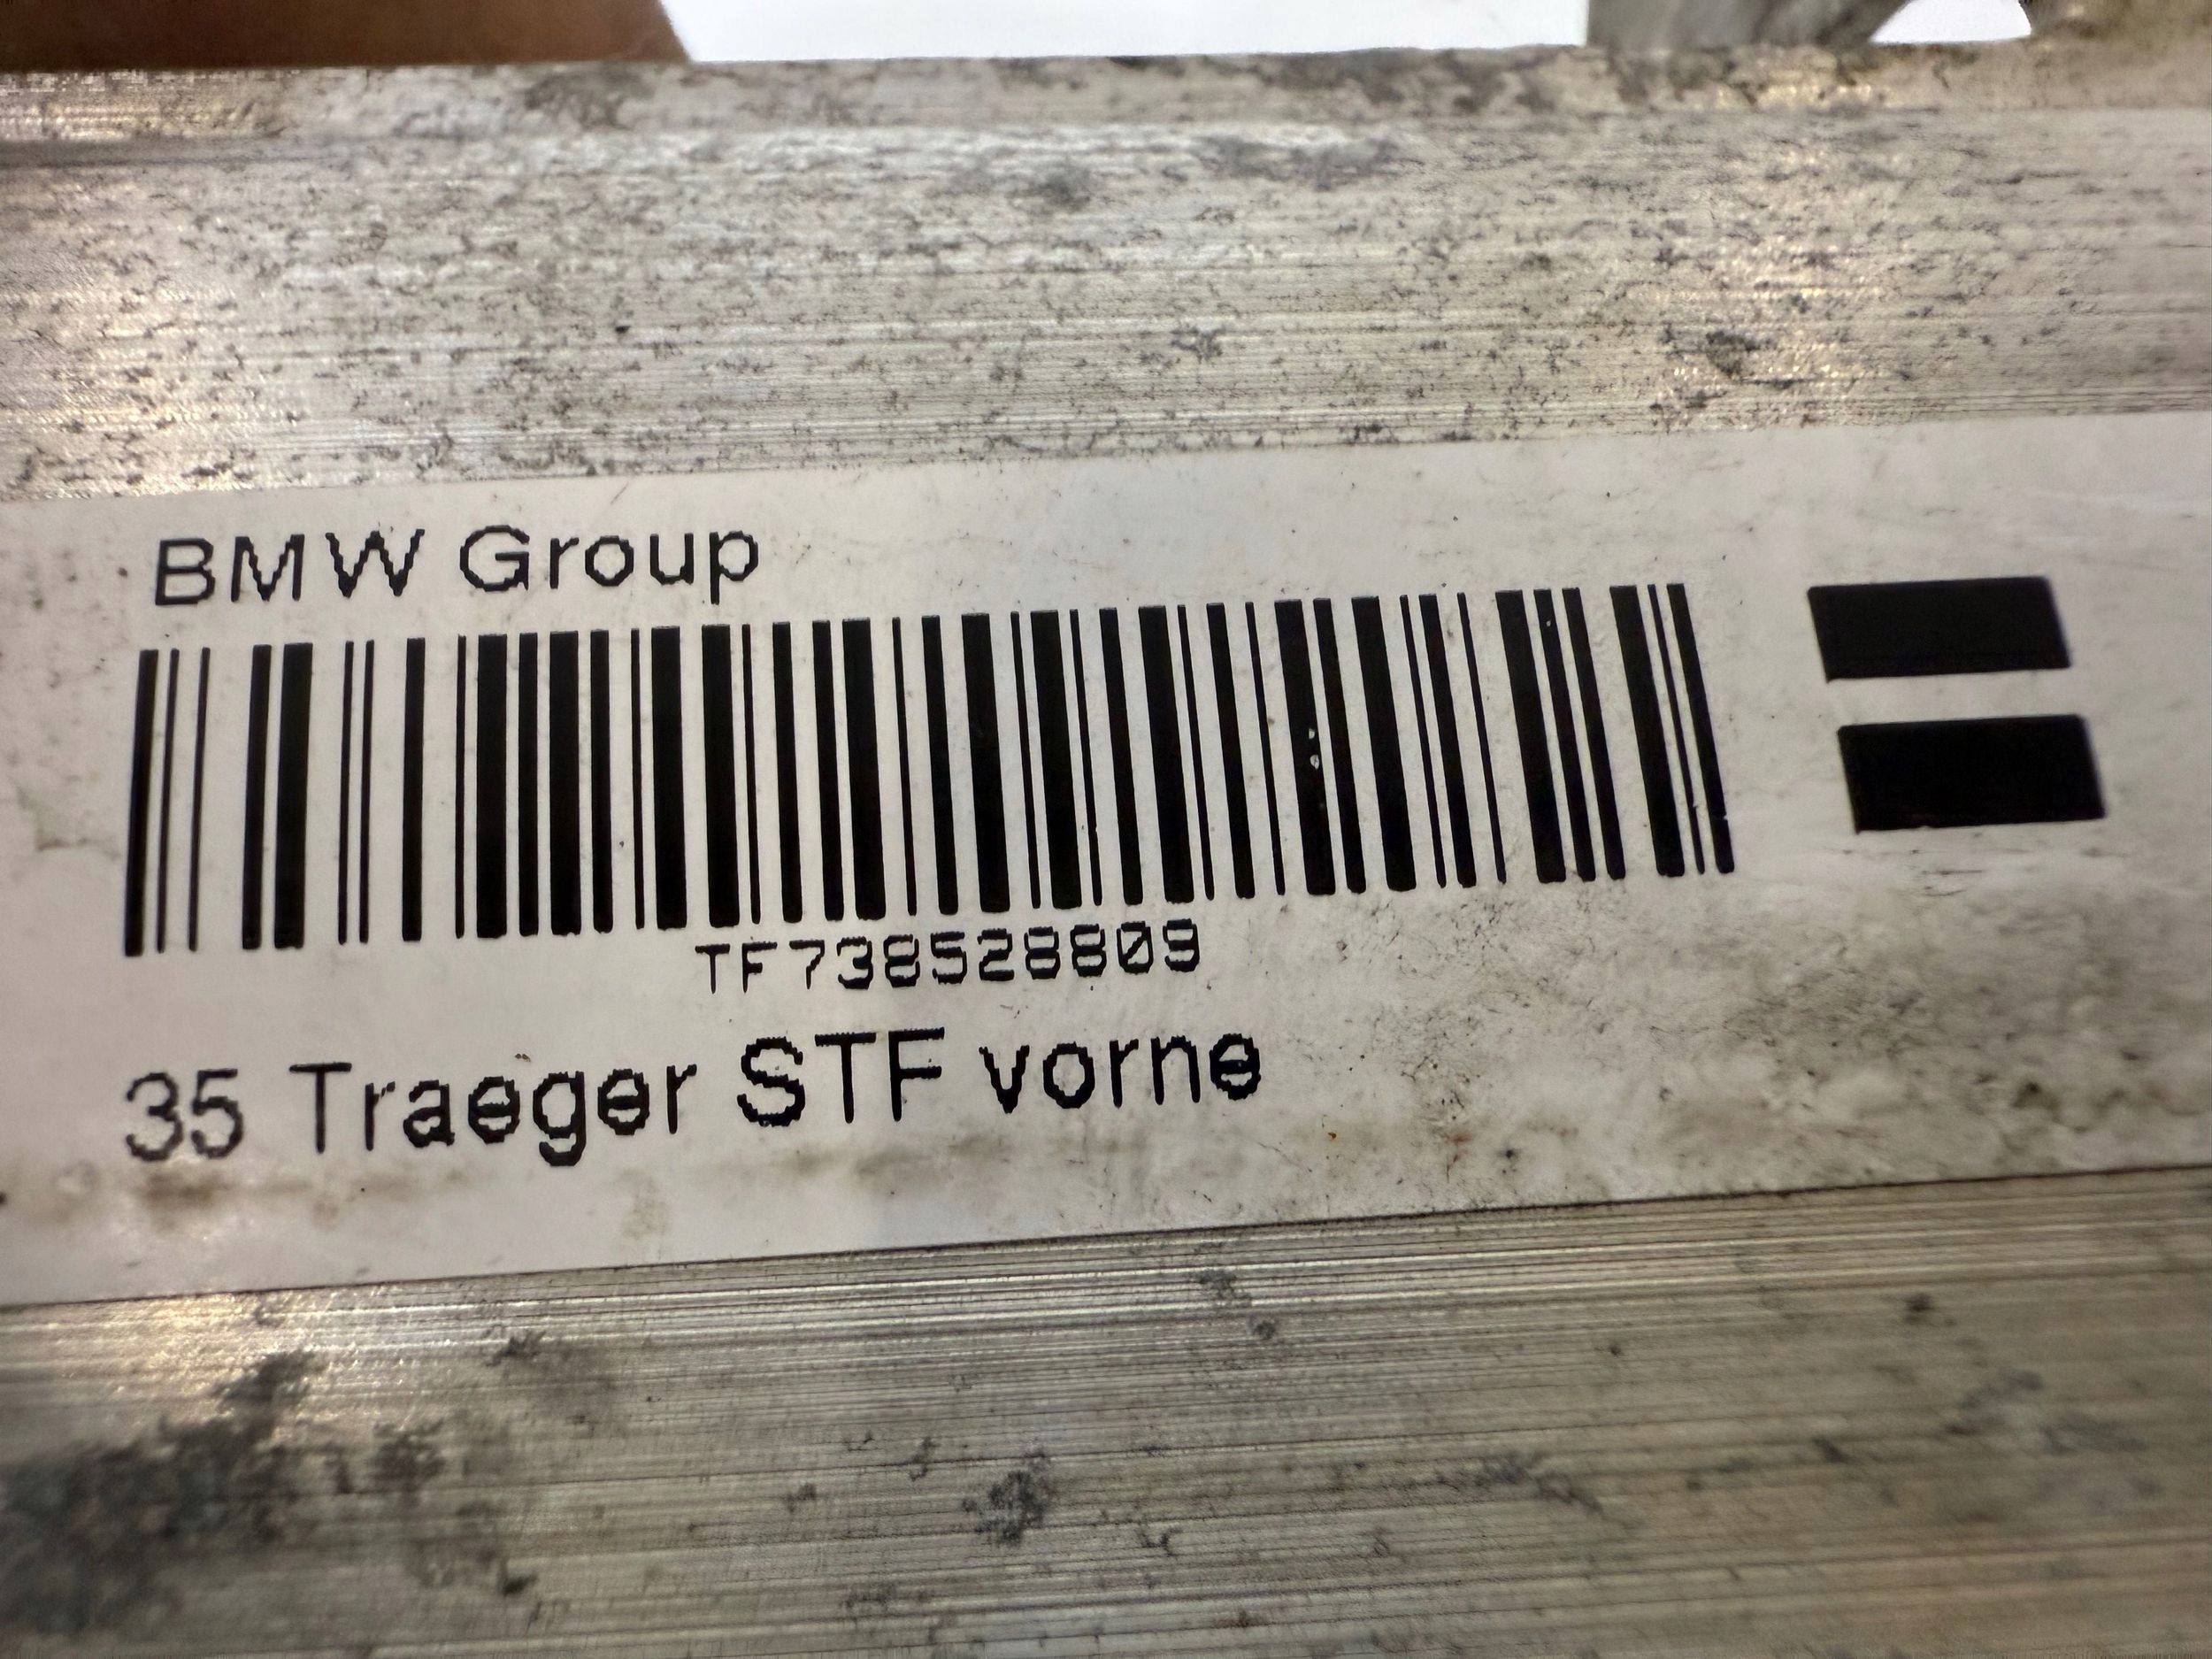 BMW Group
TF738528809
35 Traeger STF vorne